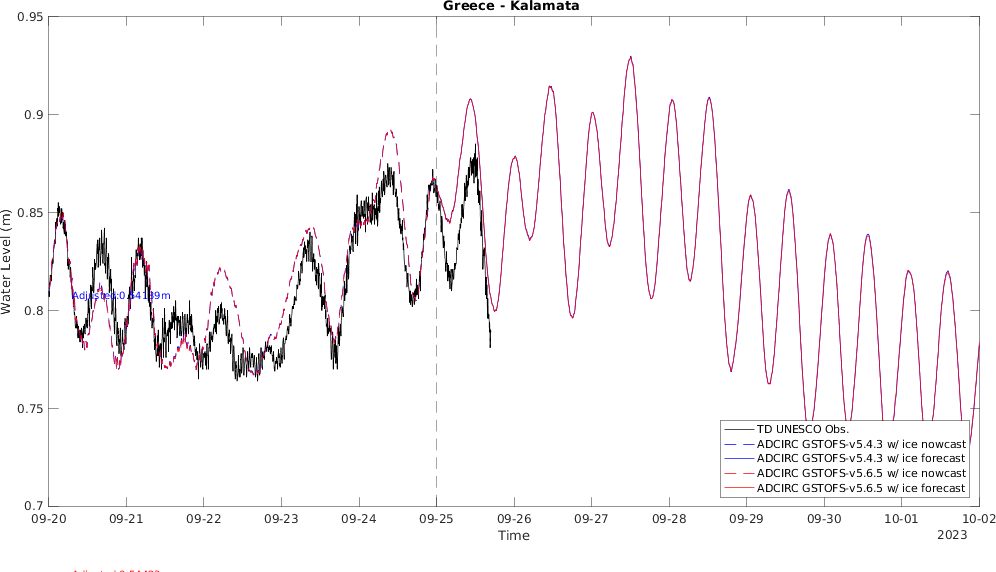 Greece - Kalamata
0.95
0.9
0.85
0.8
0.75
0.7
Water Level (m)
TD UNESCO Obs.
ADCIRC GSTOFS-v5.4.3 w/ ice nowcast
ADCIRC GSTOFS-v5.4.3 w/ ice forecast
ADCIRC GSTOFS-v5.6.5 w/ ice nowcast
ADCIRC GSTOFS-v5.6.5 w/ ice forecast
09-20 09-21 09-22 09-23 09-24 09-25 09-26 09-27 09-28 09-29 09-30 10-01 10-02
Time
2023